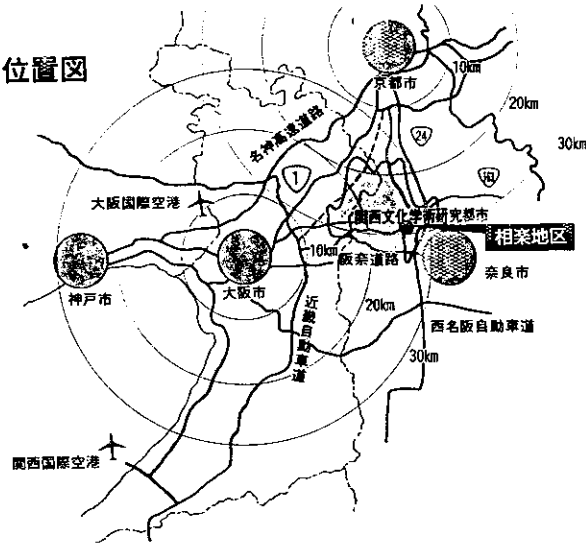 位置図
京都市
10km
20km
30km
名神高速道路
24
163
1
大阪国際空港
関西文化学術研究都市
相楽地区
10km
阪奈道路
奈良市
神戸市
大阪市
20km
近畿自動車道
西名阪自動車道
30km
関西国際空港